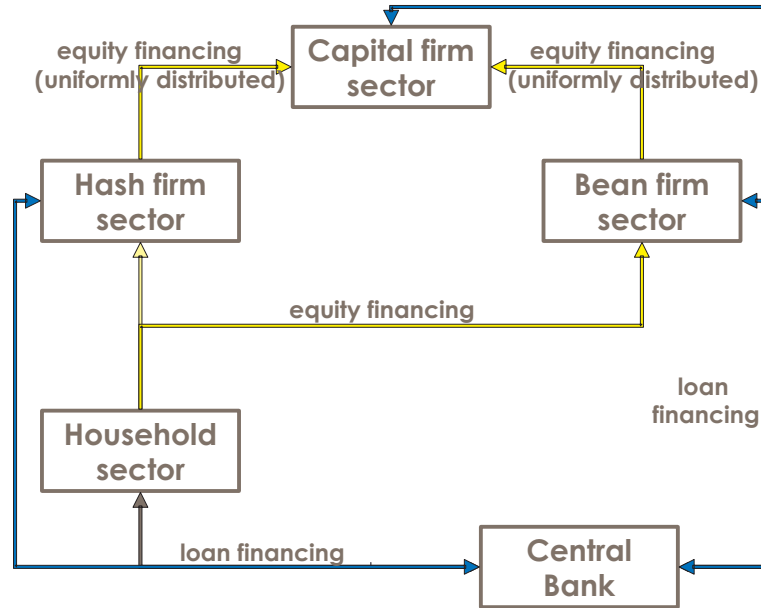 equity financing
(uniformly distributed)
Capital firm
sector
equity financing
(uniformly distributed)
Hash firm
sector
Bean firm
sector
equity financing
loan
financing
Household
sector
loan financing
Central
Bank